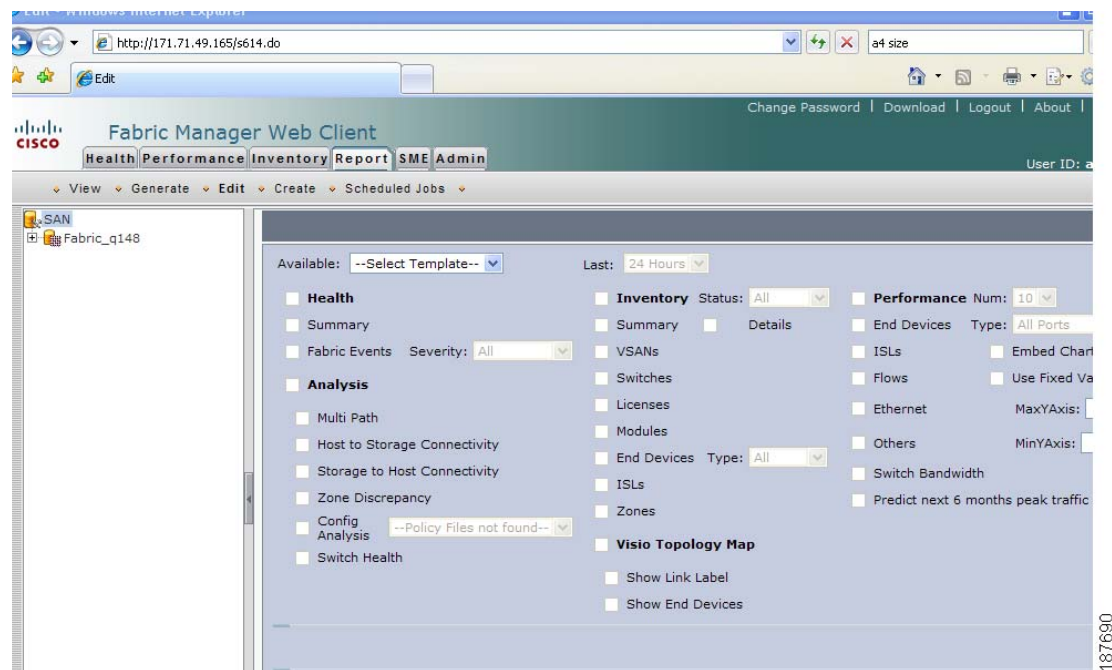 http://171.71.49.165/s614.do
a4 size
Edit
Change Password | Download | Logout | About |
CISCO
Fabric Manager Web Client
Health Performance Inventory Report SME Admin
User ID: a
View Generate Edit Create Scheduled Jobs
SAN
Fabric_q148
Available: --Select Template-- Last: 24 Hours
Health
Summary
Fabric Events Severity: All
Analysis
Multi Path
Host to Storage Connectivity
Storage to Host Connectivity
Zone Discrepancy
Config
Analysis
--Policy Files not found--
Switch Health
Inventory Status: All
Summary Details
VSANs
Switches
Licenses
Modules
End Devices Type: All
ISLs
Zones
Visio Topology Map
Show Link Label
Show End Devices
Performance Num: 10
End Devices Type: All Ports
ISLs Embed Chart
Flows Use Fixed Va
Ethernet MaxYAxis:
Others MinYAxis:
Switch Bandwidth
Predict next 6 months peak traffic
187690